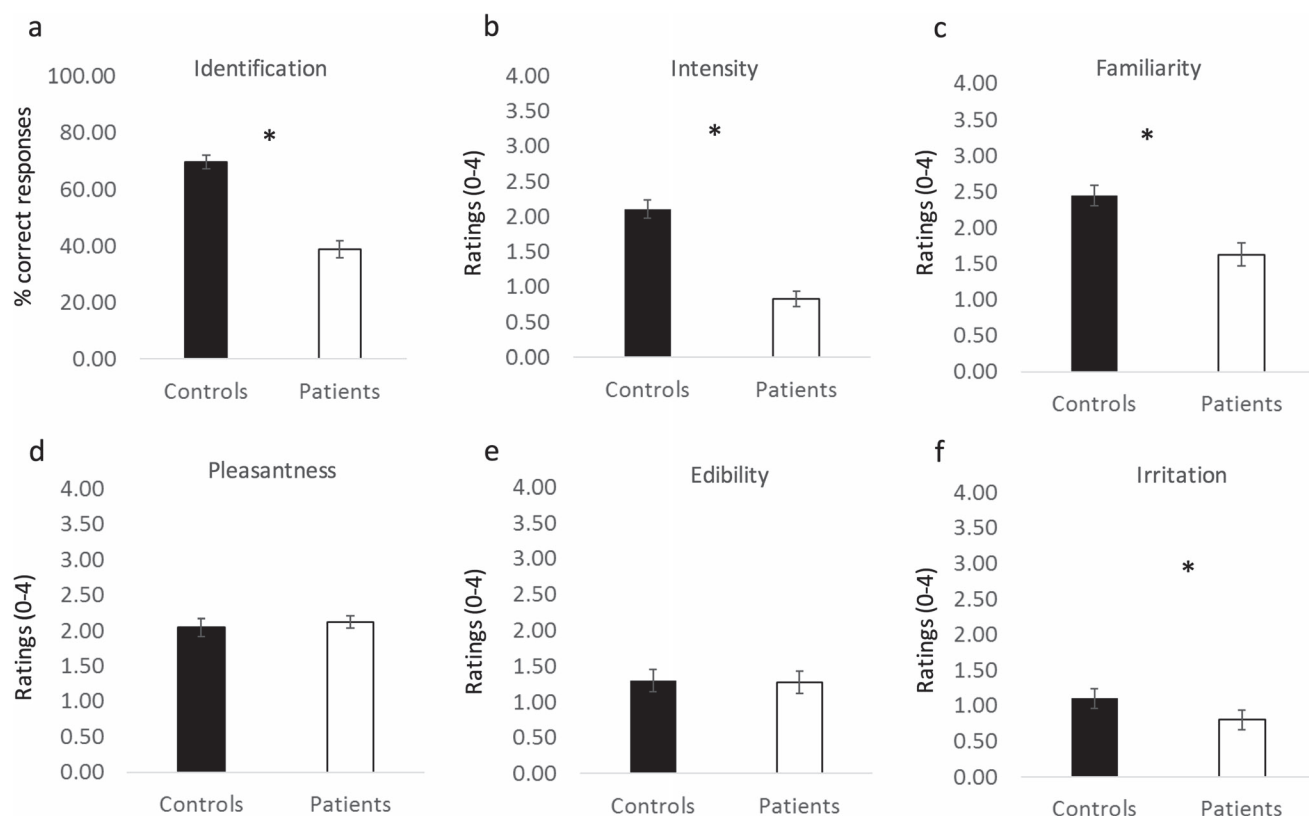 a
Identification
% correct responses
100.00
80.00
60.00
40.00
20.00
0.00
*
Controls Patients
b
Intensity
Ratings (0-4)
4.00
3.50
3.00
2.50
2.00
1.50
1.00
0.50
0.00
*
Controls Patients
c
Familiarity
Ratings (0-4)
4.00
3.50
3.00
2.50
2.00
1.50
1.00
0.50
0.00
*
Controls Patients
d
Pleasantness
Ratings (0-4)
4.00
3.50
3.00
2.50
2.00
1.50
1.00
0.50
0.00
Controls Patients
e
Edibility
Ratings (0-4)
4.00
3.50
3.00
2.50
2.00
1.50
1.00
0.50
0.00
Controls Patients
f
Irritation
Ratings (0-4)
4.00
3.50
3.00
2.50
2.00
1.50
1.00
0.50
0.00
*
Controls Patients